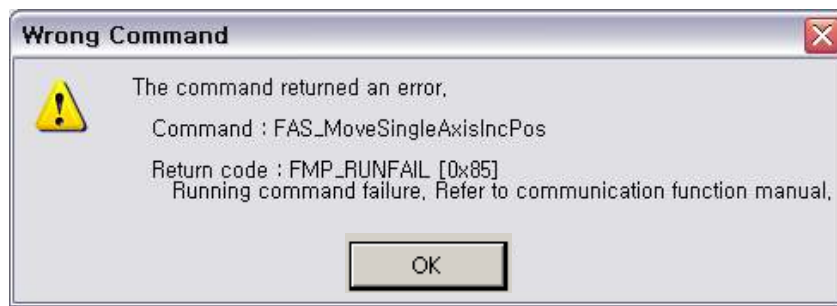 Wrong Command
The command returned an error,
Command : FAS_MoveSingleAxisIncPos
Return code : FMP_RUNFAIL [0x85]
Running command failure, Refer to communication function manual,
OK